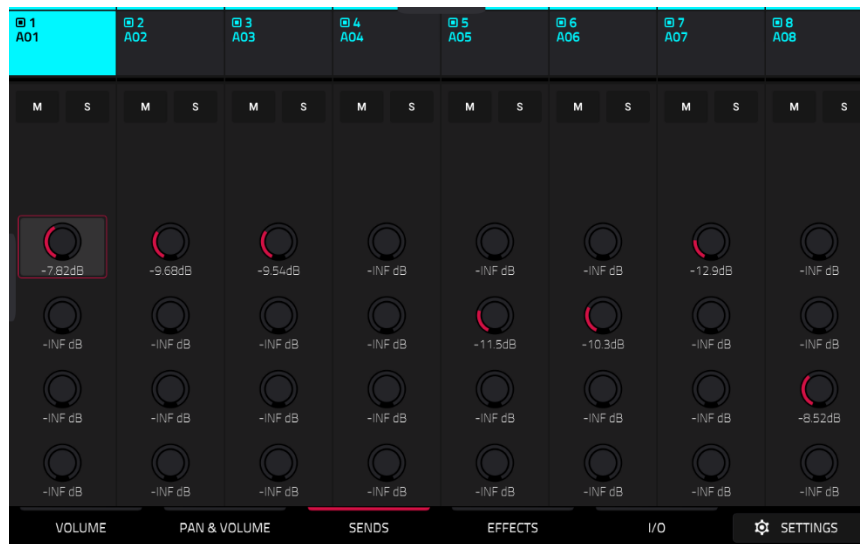 1 2 3 4 5 6 7 8
A01 A02 A03 A04 A05 A06 A07 A08
M S M S M S M S M S M S M S M S
-7.82dB -9.68dB -9.54dB -INF dB -INF dB -INF dB -12.9dB -INF dB
-INF dB -INF dB -INF dB -INF dB -11.5dB -10.3dB -INF dB -INF dB
-INF dB -INF dB -INF dB -INF dB -INF dB -INF dB -INF dB -8.52dB
-INF dB -INF dB -INF dB -INF dB -INF dB -INF dB -INF dB -INF dB
VOLUME PAN & VOLUME SENDS EFFECTS I/O SETTINGS